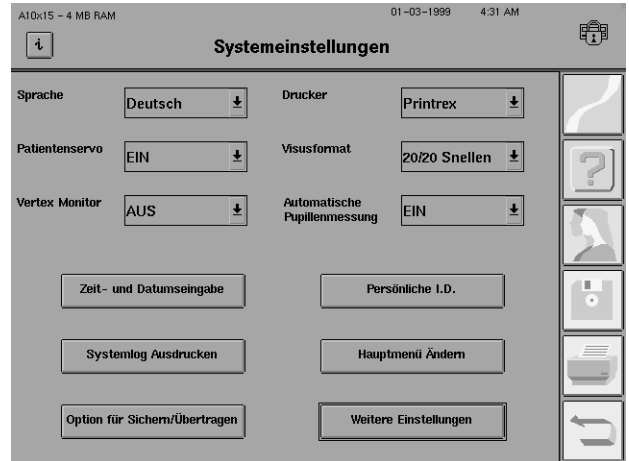 A10x15 – 4 MB RAM
01–03–1999 4:31 AM
i
Systemeinstellungen
Sprache
Deutsch
Drucker
Printrex
Patientenservo
EIN
Visusformat
20/20 Snellen
Vertex Monitor
AUS
Automatische
Pupillenmessung
EIN
Zeit– und Datumseingabe
Persönliche I.D.
Systemlog Ausdrucken
Hauptmenü Ändern
Option für Sichern/Übertragen
Weitere Einstellungen
?